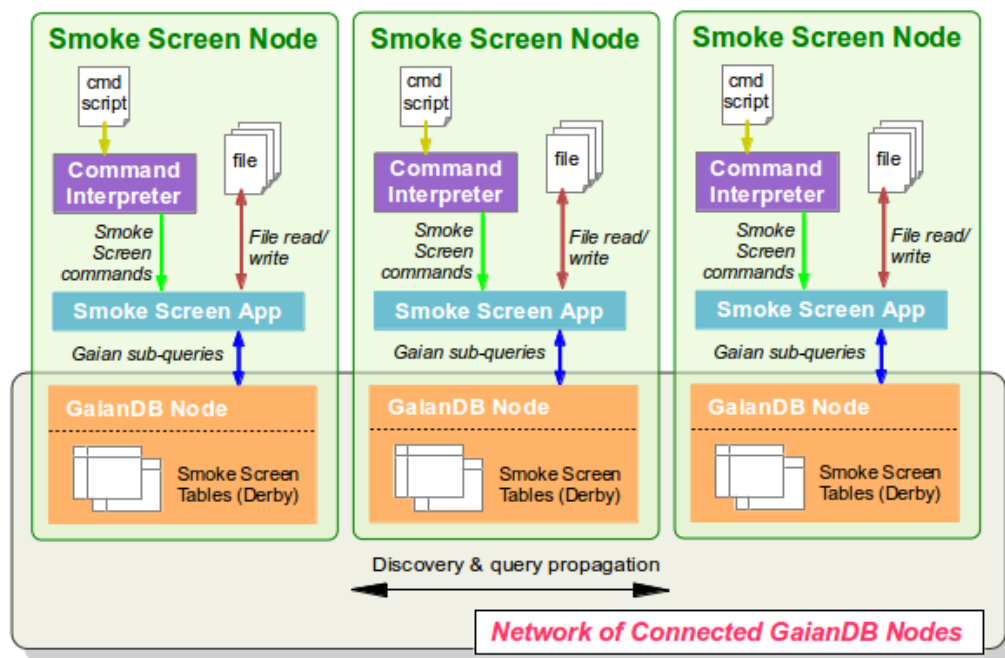 Smoke Screen Node
cmd
script
file
Command
Interpreter
Smoke
Screen
commands
File read/
write
Smoke Screen App
Gaian sub-queries
GaianDB Node
Smoke Screen
Tables (Derby)
Smoke Screen Node
cmd
script
file
Command
Interpreter
Smoke
Screen
commands
File read/
write
Smoke Screen App
Gaian sub-queries
GaianDB Node
Smoke Screen
Tables (Derby)
Smoke Screen Node
cmd
script
file
Command
Interpreter
Smoke
Screen
commands
File read/
write
Smoke Screen App
Gaian sub-queries
GaianDB Node
Smoke Screen
Tables (Derby)
Discovery & query propagation
Network of Connected GaianDB Nodes